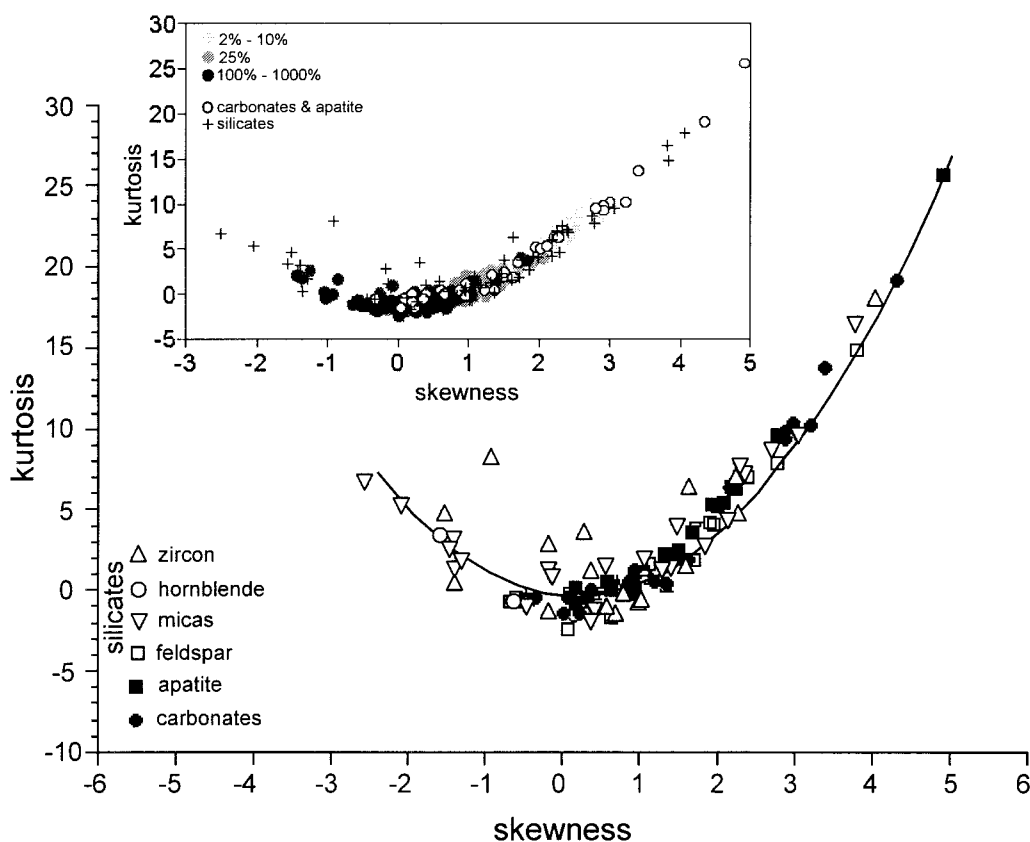 30
25
20
15
10
5
0
-5
kurtosis
2% - 10%
25%
100% - 1000%
carbonates & apatite
silicates
-3 -2 -1 0 1 2 3 4 5
skewness
30
25
20
15
10
5
0
-5
-10
kurtosis
silicates
zircon
hornblende
micas
feldspar
apatite
carbonates
-6 -5 -4 -3 -2 -1 0 1 2 3 4 5 6
skewness